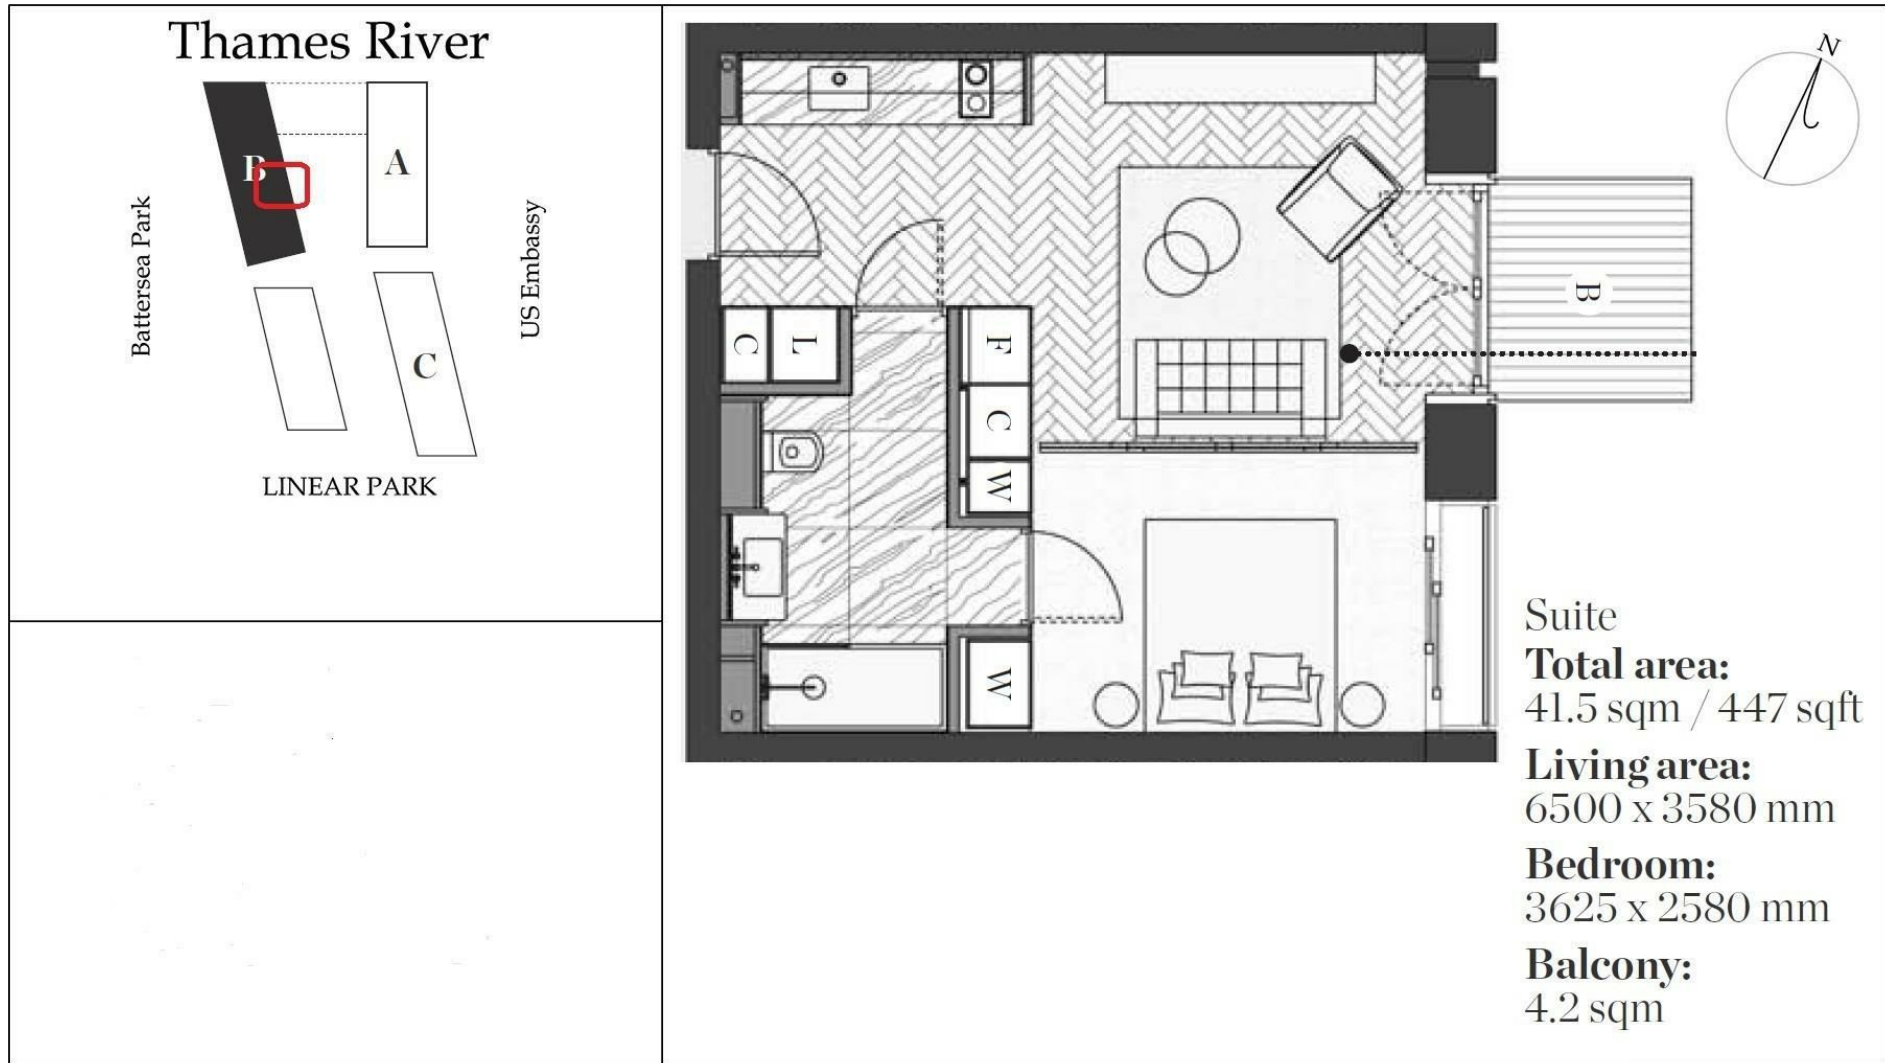 Thames River
B
A
Battersea Park
US Embassy
C
LINEAR PARK
N
B
C
L
F
C
W
W
Suite
Total area:
41.5 sqm / 447 sqft
Living area:
6500 x 3580 mm
Bedroom:
3625 x 2580 mm
Balcony:
4.2 sqm